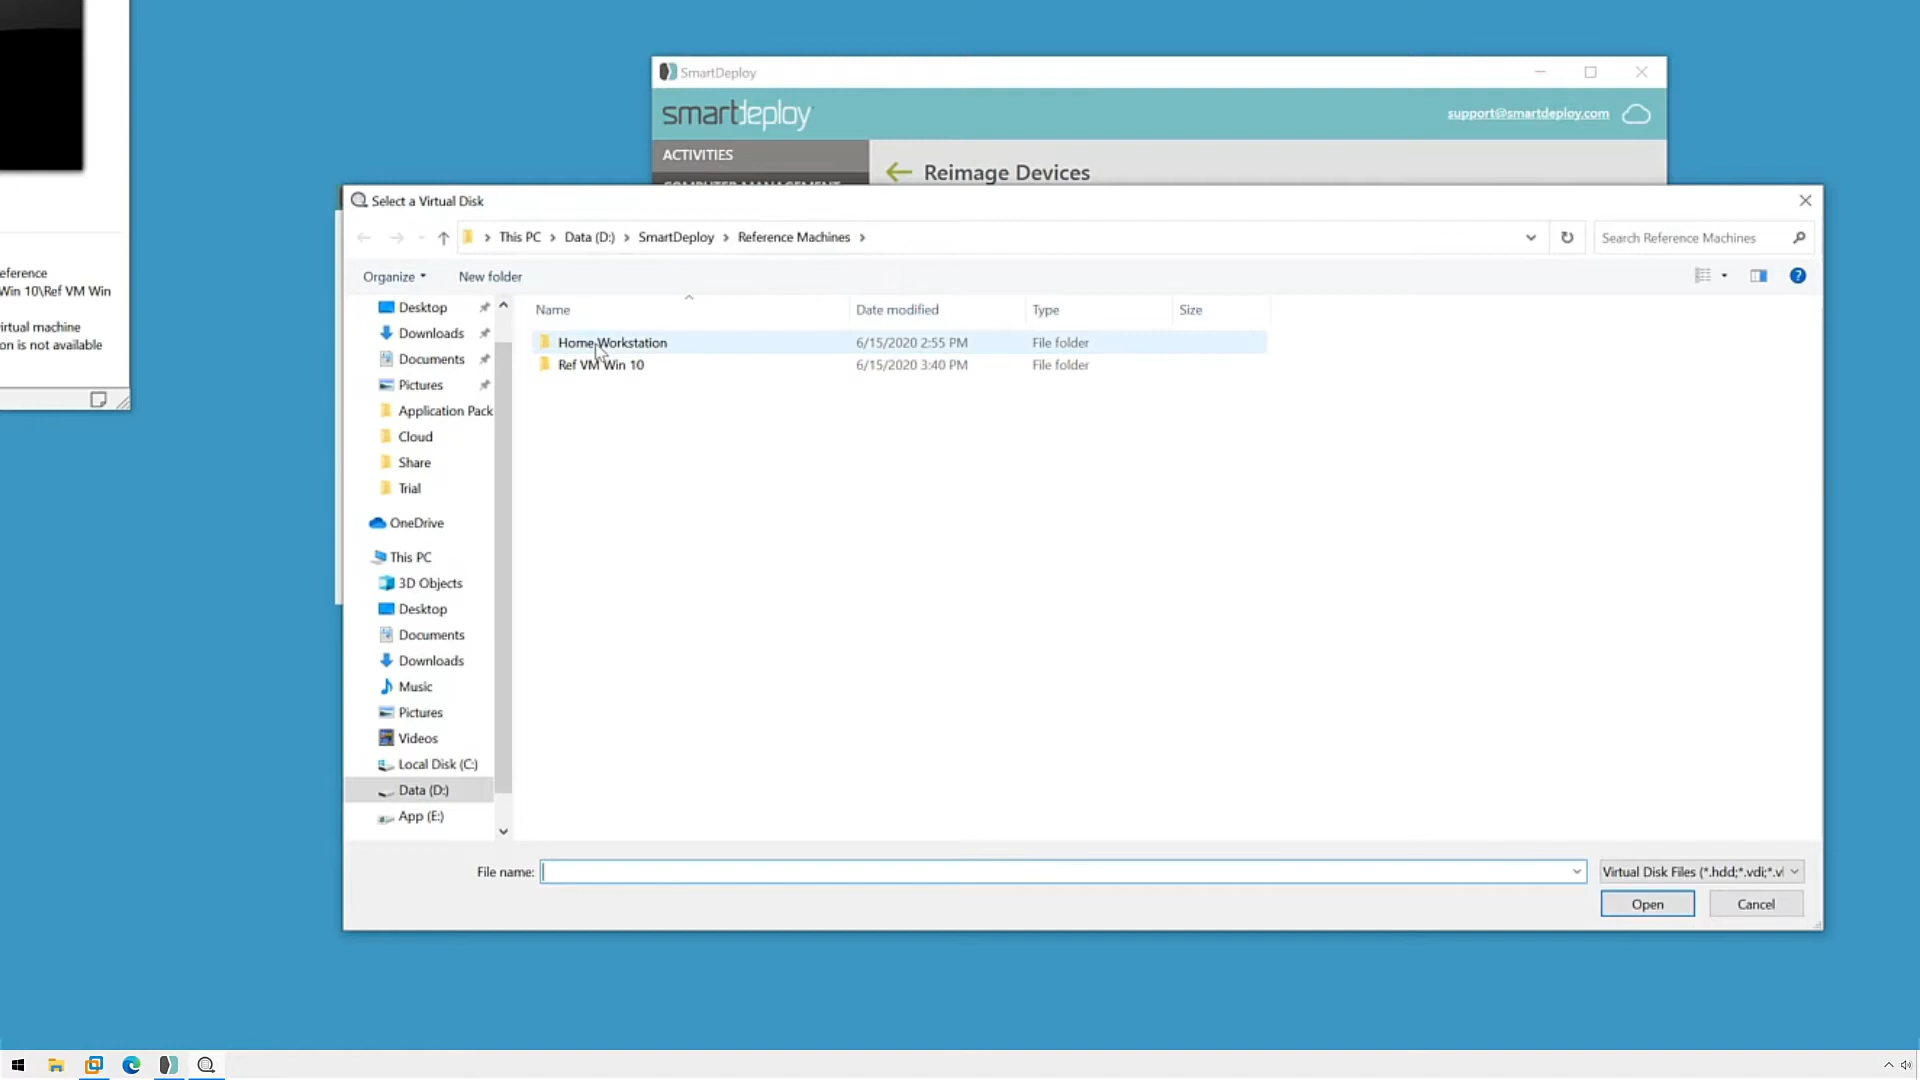 SmartDeploy
smartdeploy
support@smartdeploy.com
ACTIVITIES
COMPUTER MANAGEMENT
Reimage Devices
eference
Win 10\Ref VM Win
irtual machine
on is not available
Select a Virtual Disk
This PC > Data (D:) > SmartDeploy > Reference Machines >
Search Reference Machines
Organize
New folder
Name Date modified Type Size
Home Workstation 6/15/2020 2:55 PM File folder
Ref VM Win 10 6/15/2020 3:40 PM File folder
Desktop
Downloads
Documents
Pictures
Application Pack
Cloud
Share
Trial
OneDrive
This PC
3D Objects
Desktop
Documents
Downloads
Music
Pictures
Videos
Local Disk (C:)
Data (D:)
App (E:)
File name:
Virtual Disk Files (*.hdd;*.vdi;*.vl
Open
Cancel